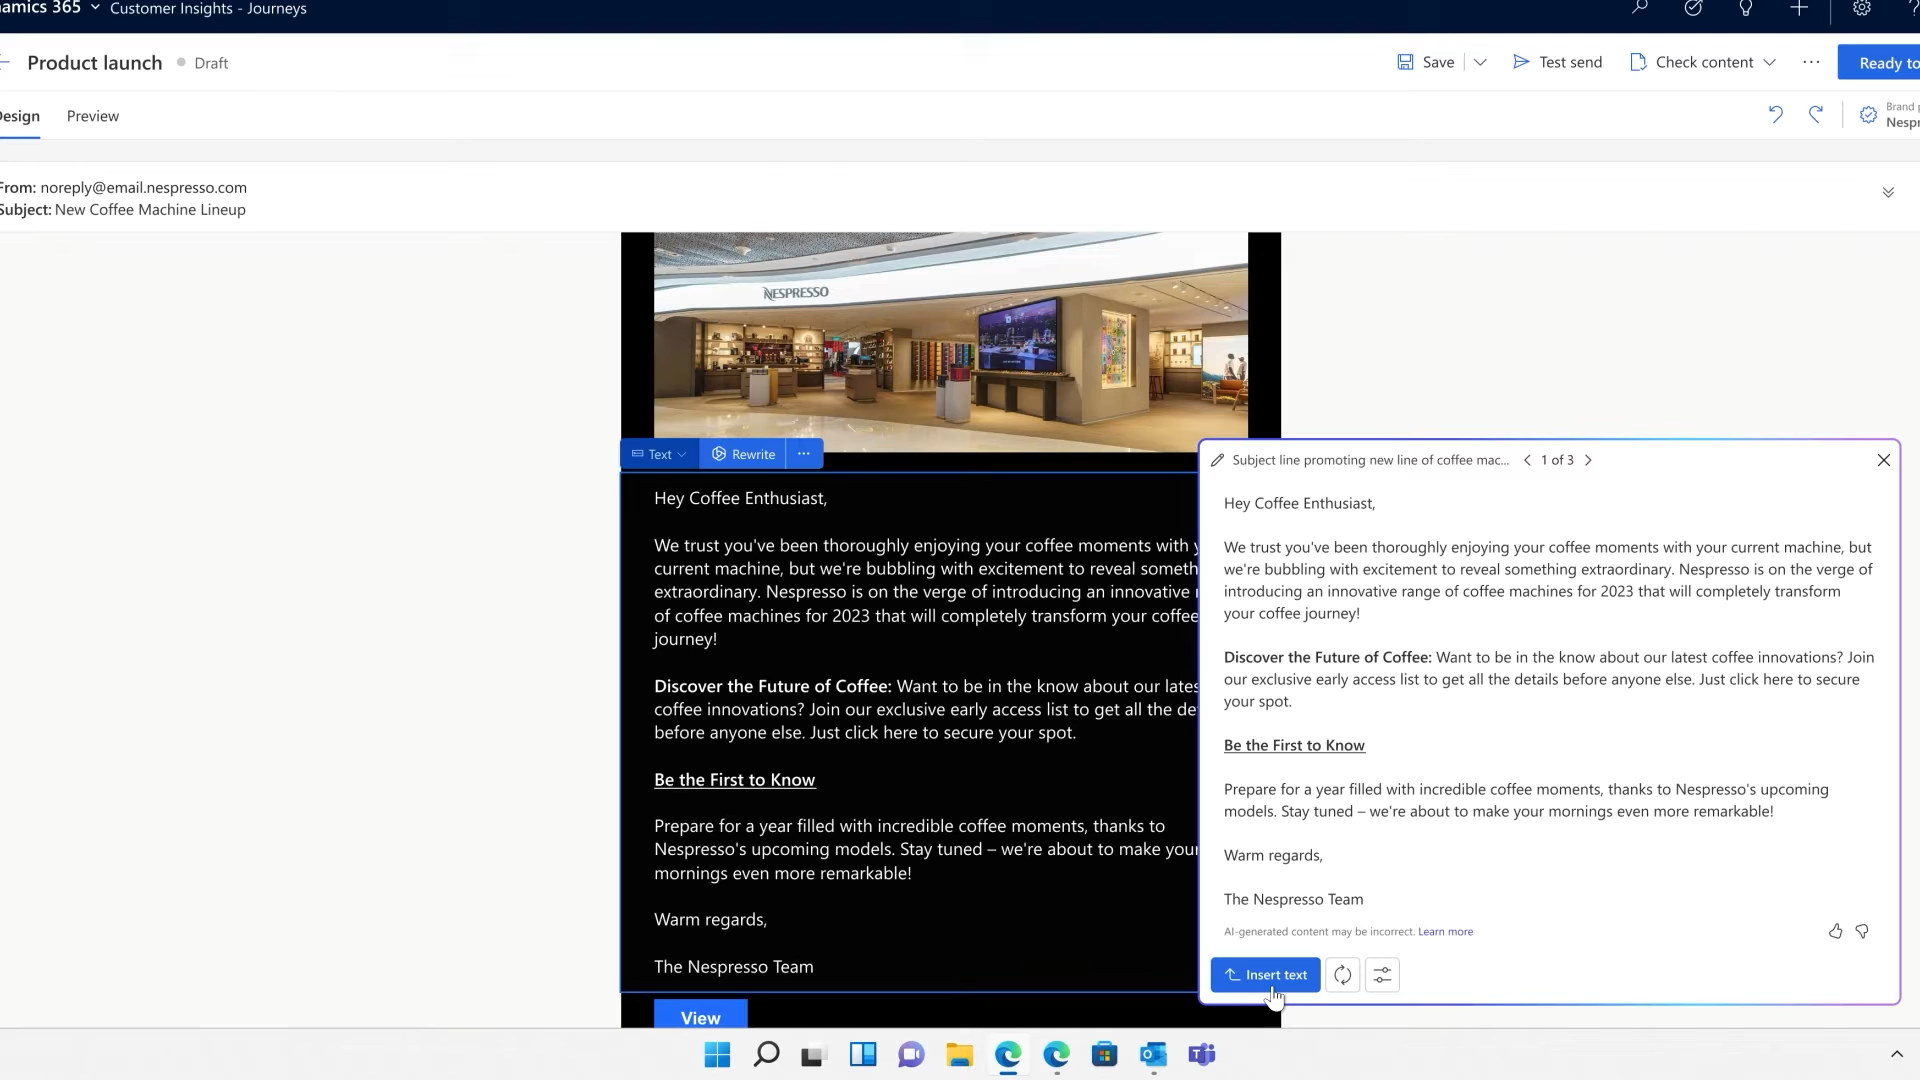 amics 365 Customer Insights - Journeys
Product launch Draft Save Test send Check content Ready to
Design Preview Brand p
Nespr
From: noreply@email.nespresso.com
Subject: New Coffee Machine Lineup
NESPRESSO
Text Rewrite
Hey Coffee Enthusiast,
We trust you've been thoroughly enjoying your coffee moments with y
current machine, but we're bubbling with excitement to reveal someth
extraordinary. Nespresso is on the verge of introducing an innovative
of coffee machines for 2023 that will completely transform your coffee
journey!
Discover the Future of Coffee: Want to be in the know about our lates
coffee innovations? Join our exclusive early access list to get all the de
before anyone else. Just click here to secure your spot.
Be the First to Know
Prepare for a year filled with incredible coffee moments, thanks to
Nespresso's upcoming models. Stay tuned – we're about to make your
mornings even more remarkable!
Warm regards,
The Nespresso Team
View
Subject line promoting new line of coffee mac... 1 of 3
Hey Coffee Enthusiast,
We trust you've been thoroughly enjoying your coffee moments with your current machine, but
we're bubbling with excitement to reveal something extraordinary. Nespresso is on the verge of
introducing an innovative range of coffee machines for 2023 that will completely transform
your coffee journey!
Discover the Future of Coffee: Want to be in the know about our latest coffee innovations? Join
our exclusive early access list to get all the details before anyone else. Just click here to secure
your spot.
Be the First to Know
Prepare for a year filled with incredible coffee moments, thanks to Nespresso's upcoming
models. Stay tuned – we're about to make your mornings even more remarkable!
Warm regards,
The Nespresso Team
AI-generated content may be incorrect. Learn more
Insert text